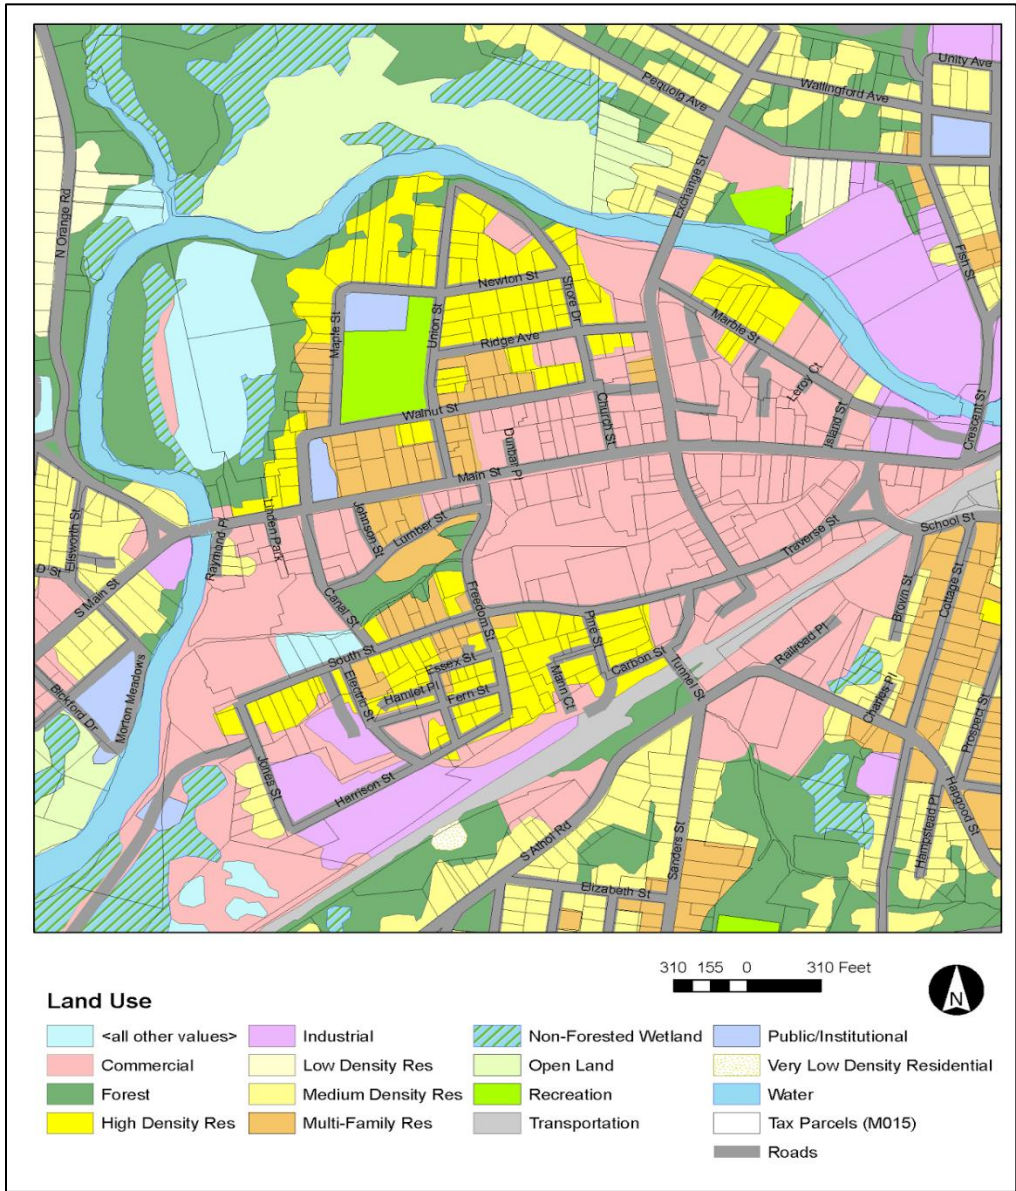 Unity Ave
Wallingford Ave
Pequoig Ave
N Orange Rd
Exchange St
Fish St
Newton St
Shore Dr
Maple St
Union St
Ridge Ave
Marble St
Leroy Ct
Walnut St
Church St
Dunbar Pl
Island St
Crescent St
Main St
Linden Park
Johnson St
Lumber St
Raymond Pl
Ellsworth St
D St
S Main St
Traverse St
School St
Canal St
Freedom St
Brown St
Cottage St
Pine St
South St
Essex St
Carbon St
Railroad Pl
Tunnel St
Hamlet Pl
Fern St
Electric St
Marin Ct
Morton Meadows
Bickford Dr
Charles Pl
Prospect St
Jones St
Harrison St
Hapgood St
Hampstead Pl
S Athol Rd
Sanders St
Elizabeth St
310 155 0 310 Feet
N
Land Use
<all other values>
Industrial
Non-Forested Wetland
Public/Institutional
Commercial
Low Density Res
Open Land
Very Low Density Residential
Forest
Medium Density Res
Recreation
Water
High Density Res
Multi-Family Res
Transportation
Tax Parcels (M015)
Roads